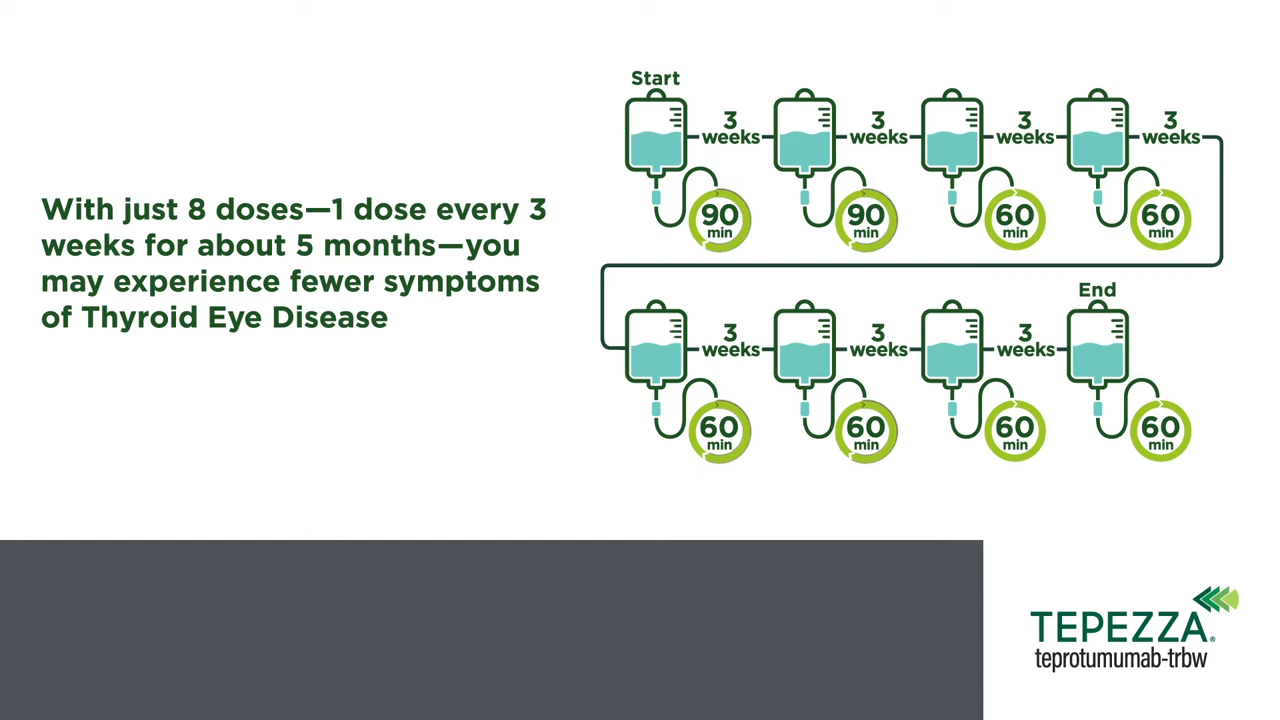 With just 8 doses—1 dose every 3
weeks for about 5 months—you
may experience fewer symptoms
of Thyroid Eye Disease
Start
3
weeks
3
weeks
3
weeks
3
weeks
90
min
90
min
60
min
60
min
End
3
weeks
3
weeks
3
weeks
60
min
60
min
60
min
60
min
TEPEZZA®
teprotumumab-trbw